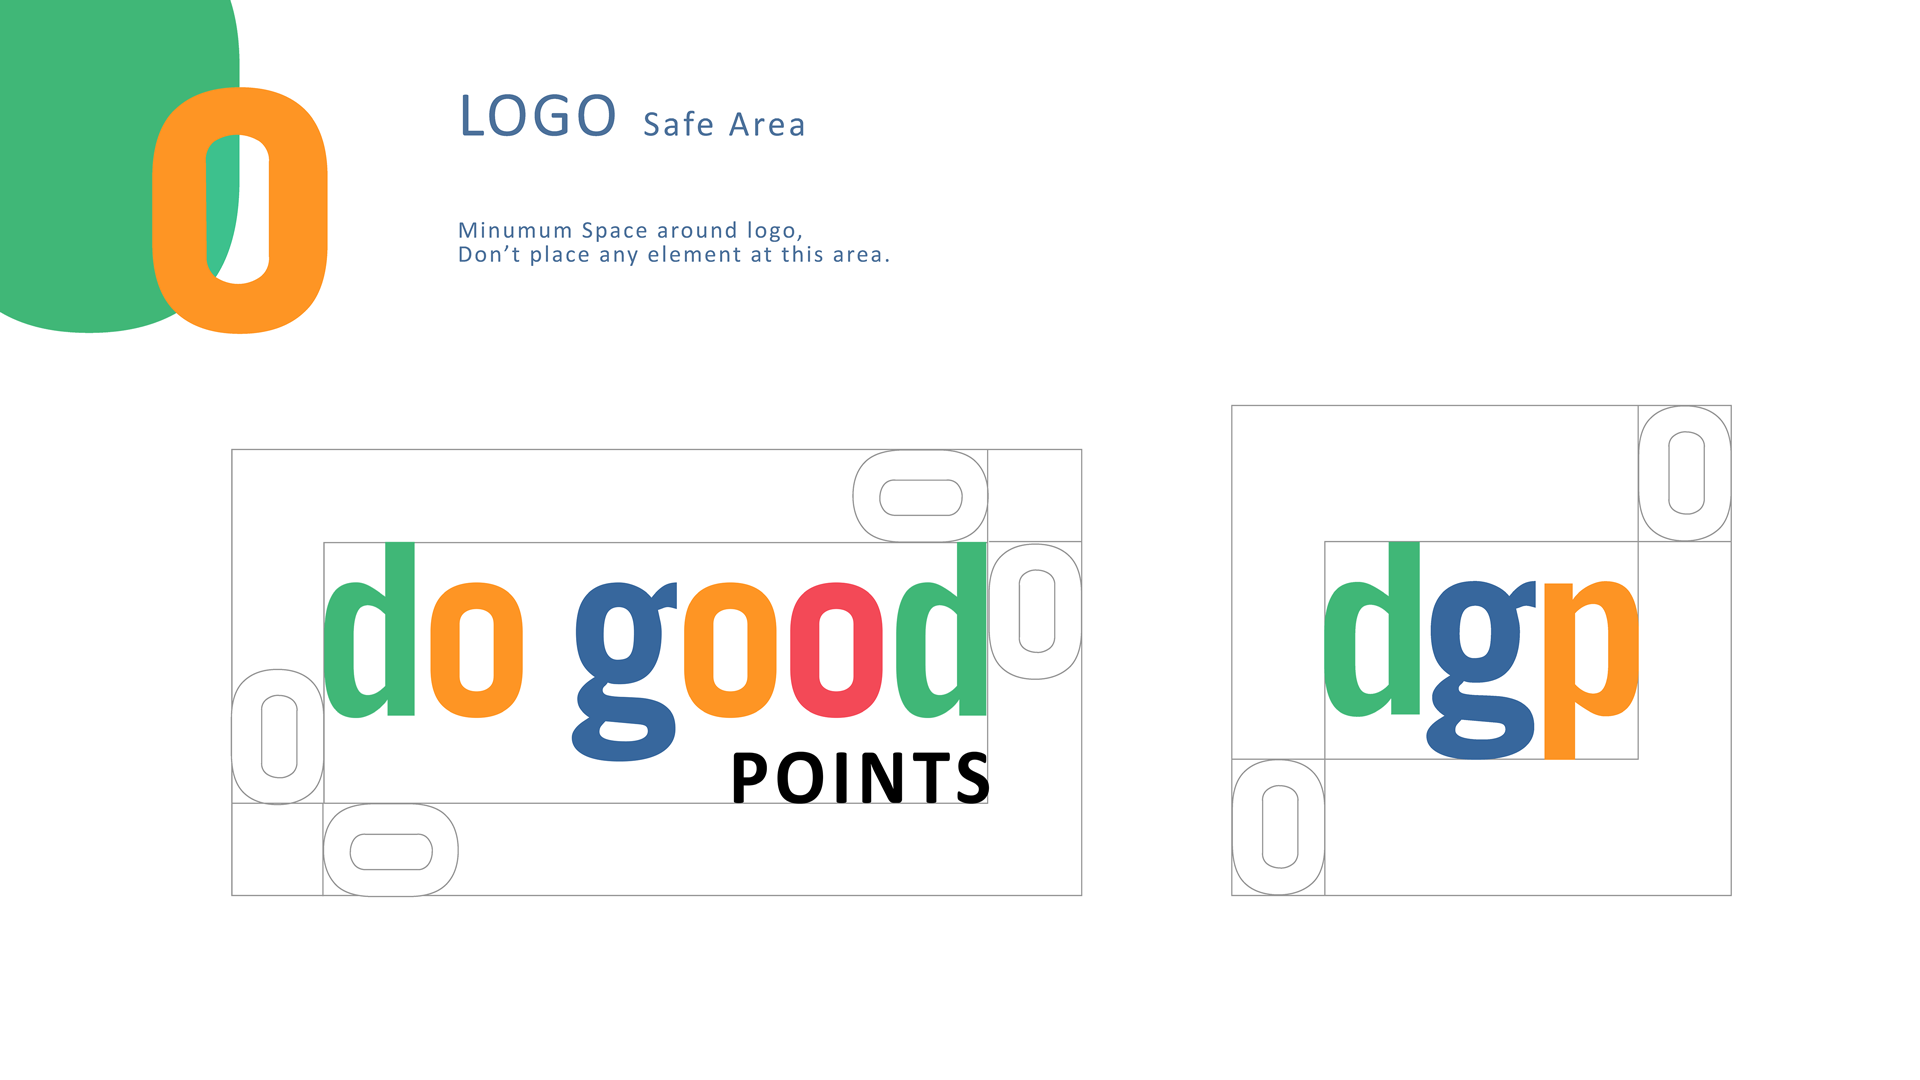 LOGO Safe Area
Minumum Space around logo,
Don’t place any element at this area.
do good
POINTS
dgp